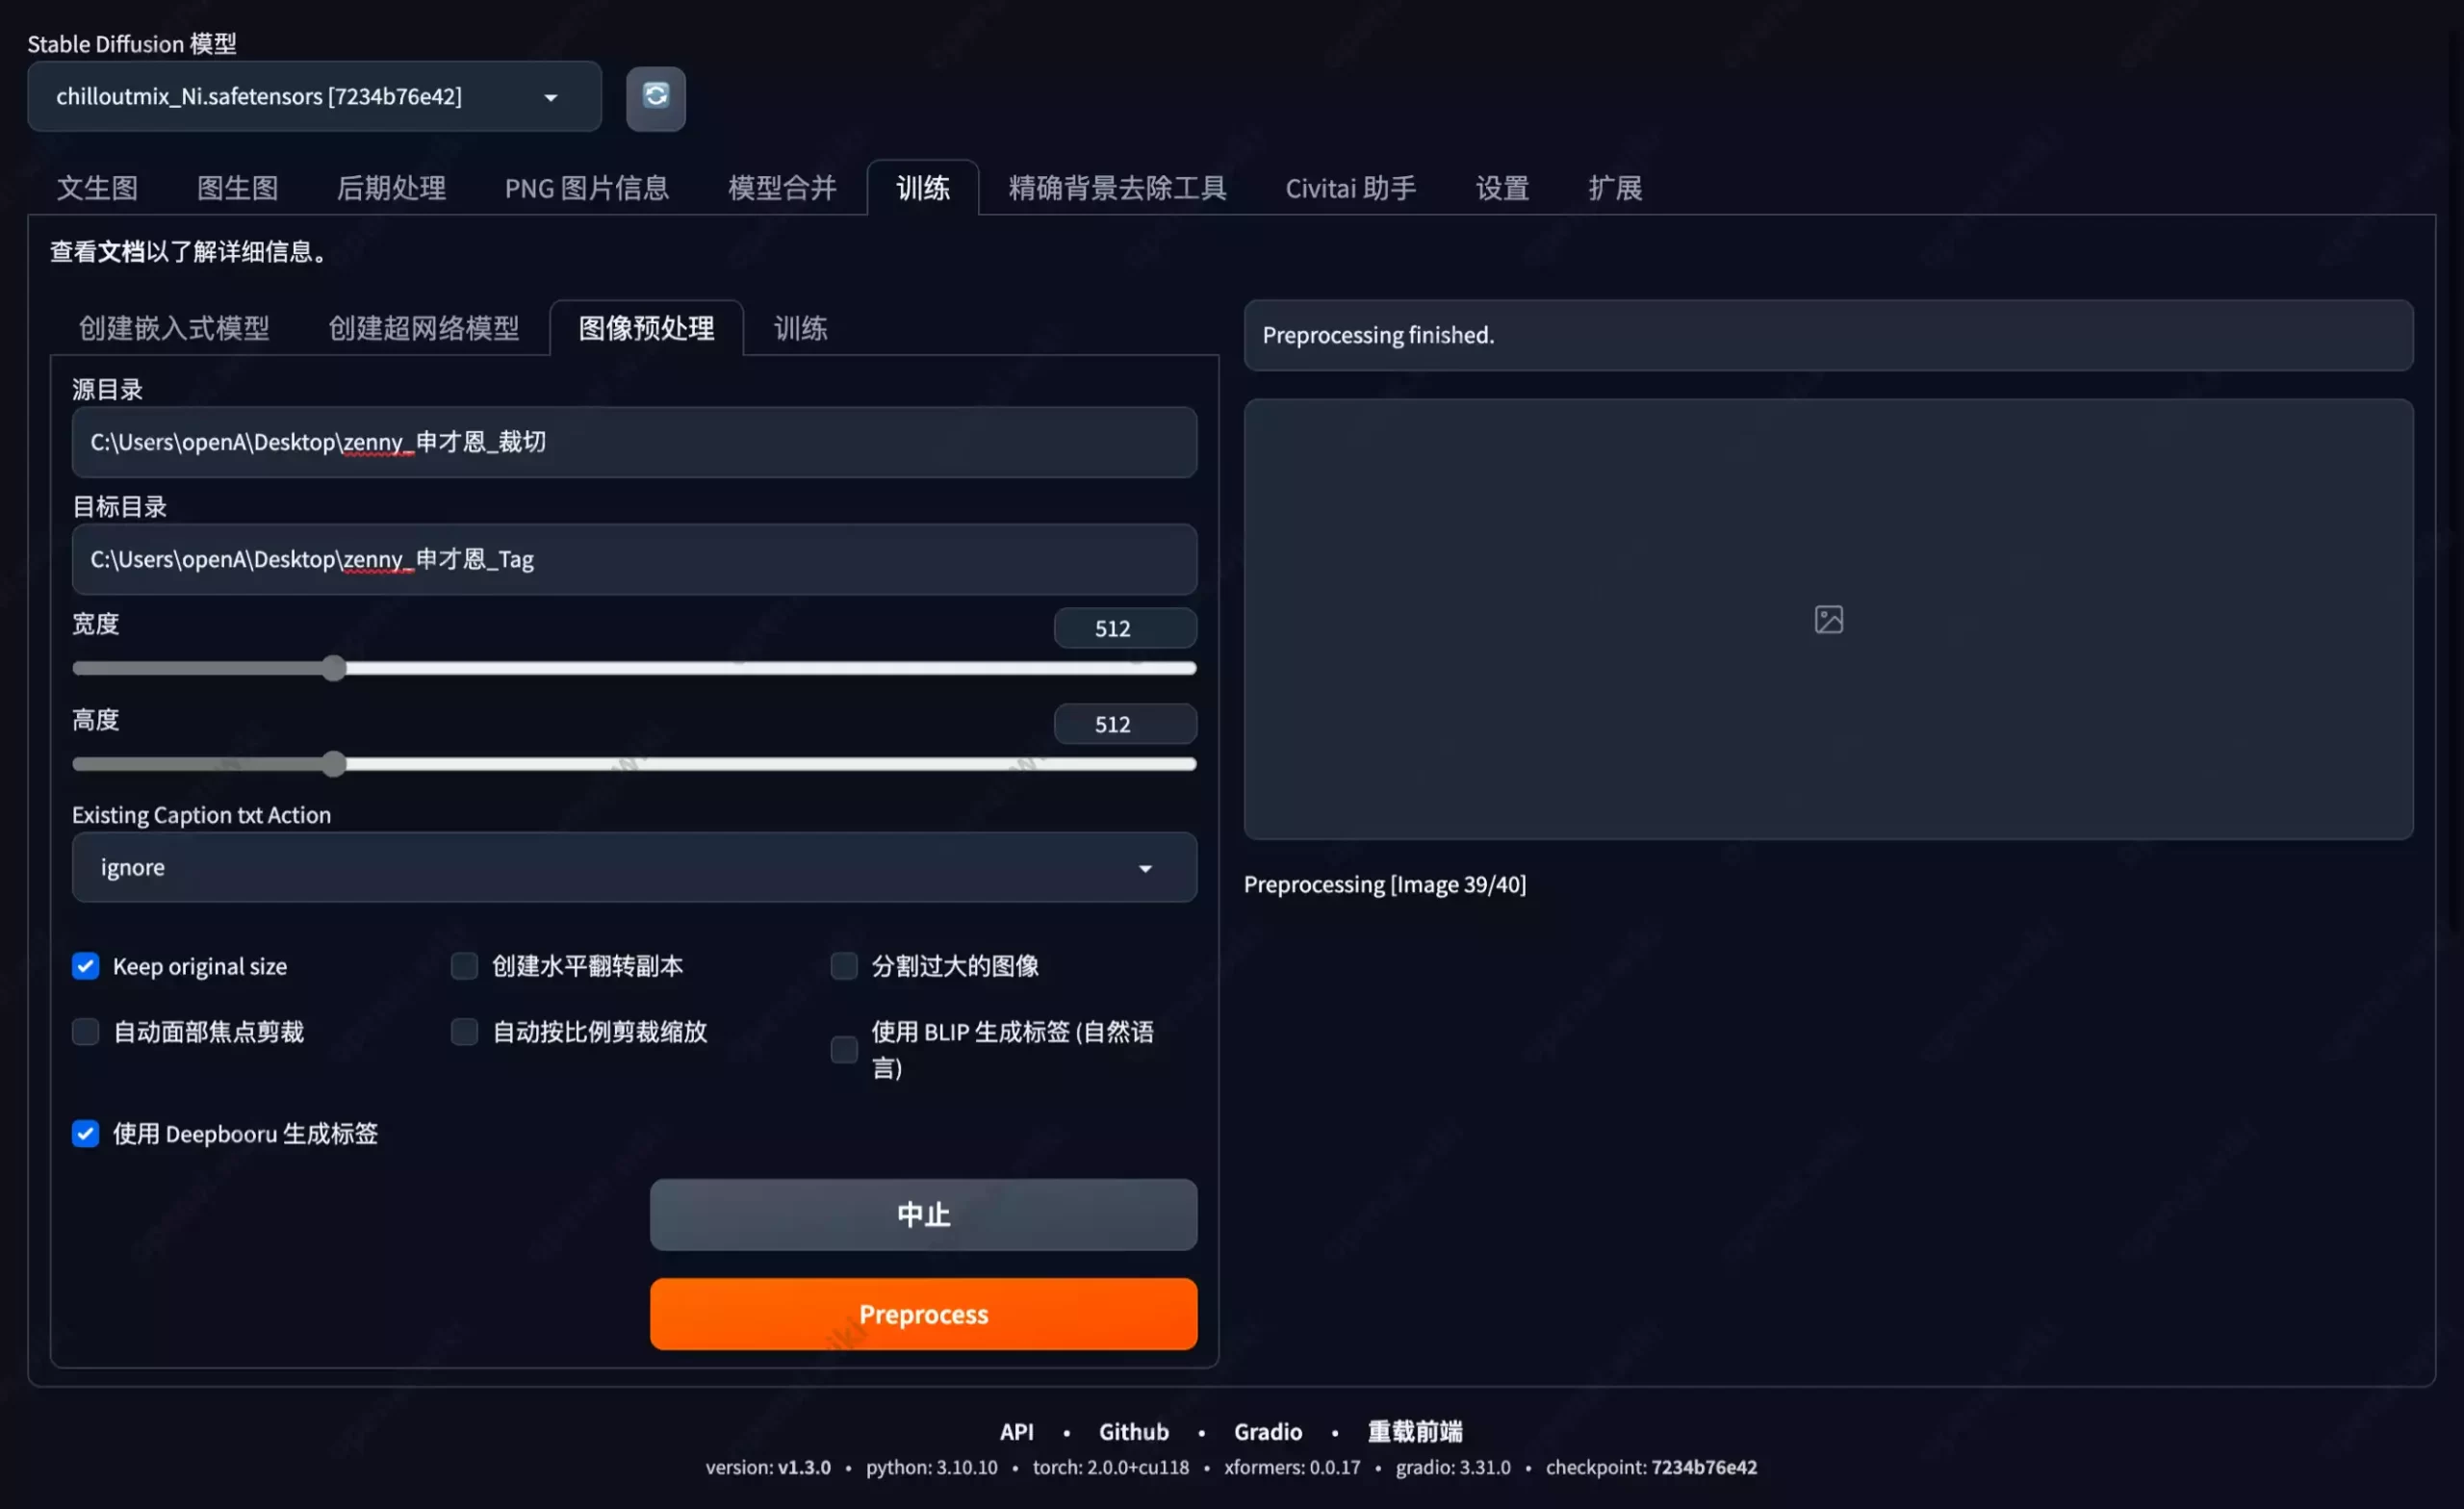 Stable Diffusion 模型
chilloutmix_Ni.safetensors [7234b76e42]
文生图 图生图 后期处理 PNG 图片信息 模型合并 训练 精确背景去除工具 Civitai 助手 设置 扩展
查看文档以了解详细信息。
创建嵌入式模型 创建超网络模型 图像预处理 训练
源目录
C:\Users\openA\Desktop\zenny_申才恩_裁切
目标目录
C:\Users\openA\Desktop\zenny_申才恩_Tag
宽度
512
高度
512
Existing Caption txt Action
ignore
Keep original size 创建水平翻转副本 分割过大的图像
自动面部焦点剪裁 自动按比例剪裁缩放 使用 BLIP 生成标签 (自然语
言)
使用 Deepbooru 生成标签
中止
Preprocess
Preprocessing finished.
Preprocessing [Image 39/40]
API • Github • Gradio • 重载前端
version: v1.3.0 • python: 3.10.10 • torch: 2.0.0+cu118 • xformers: 0.0.17 • gradio: 3.31.0 • checkpoint: 7234b76e42